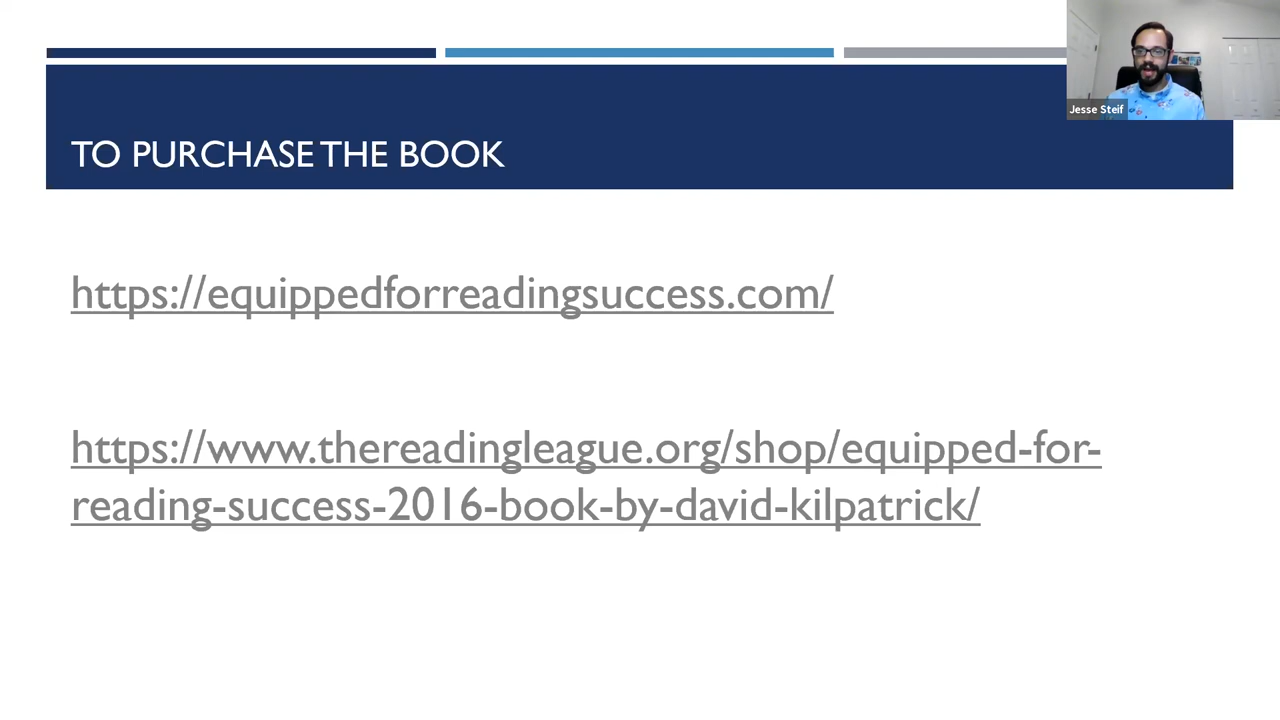 Jesse Steif
TO PURCHASE THE BOOK
https://equippedforreadingsuccess.com/
https://www.thereadingleague.org/shop/equipped-for-
reading-success-2016-book-by-david-kilpatrick/